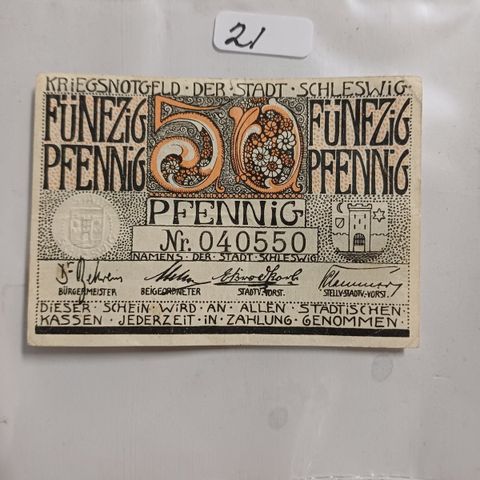 21
KRIEGSNOTGELD · DER · STADT · SCHLESWIG ·
FÜNFZIG 50 FÜNFZIG
PFENNIG PFENNIG
PFENNIG
Nr. 040550
NAMENS · DER · STADT · SCHLESWIG
BÜRGERMEISTER BEIGEORDNETER STADTV.-VORST. STELLV-STADTV.-VORST.
DIESER SCHEIN WIRD · AN · ALLEN STÄDTISCHEN
KASSEN · JEDERZEIT · IN · ZAHLUNG · GENOMMEN ·